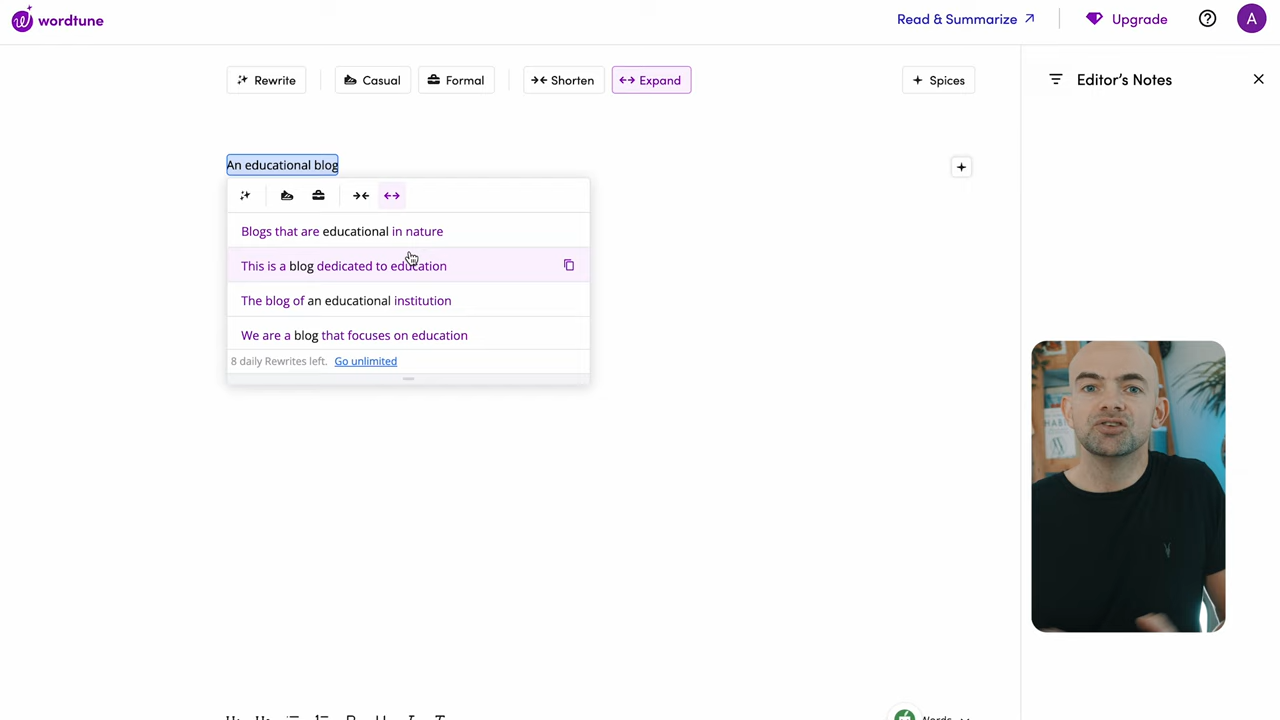 wordtune
Read & Summarize
Upgrade
A
Rewrite
Casual
Formal
Shorten
Expand
Spices
Editor's Notes
An educational blog
Blogs that are educational in nature
This is a blog dedicated to education
The blog of an educational institution
We are a blog that focuses on education
8 daily Rewrites left. Go unlimited